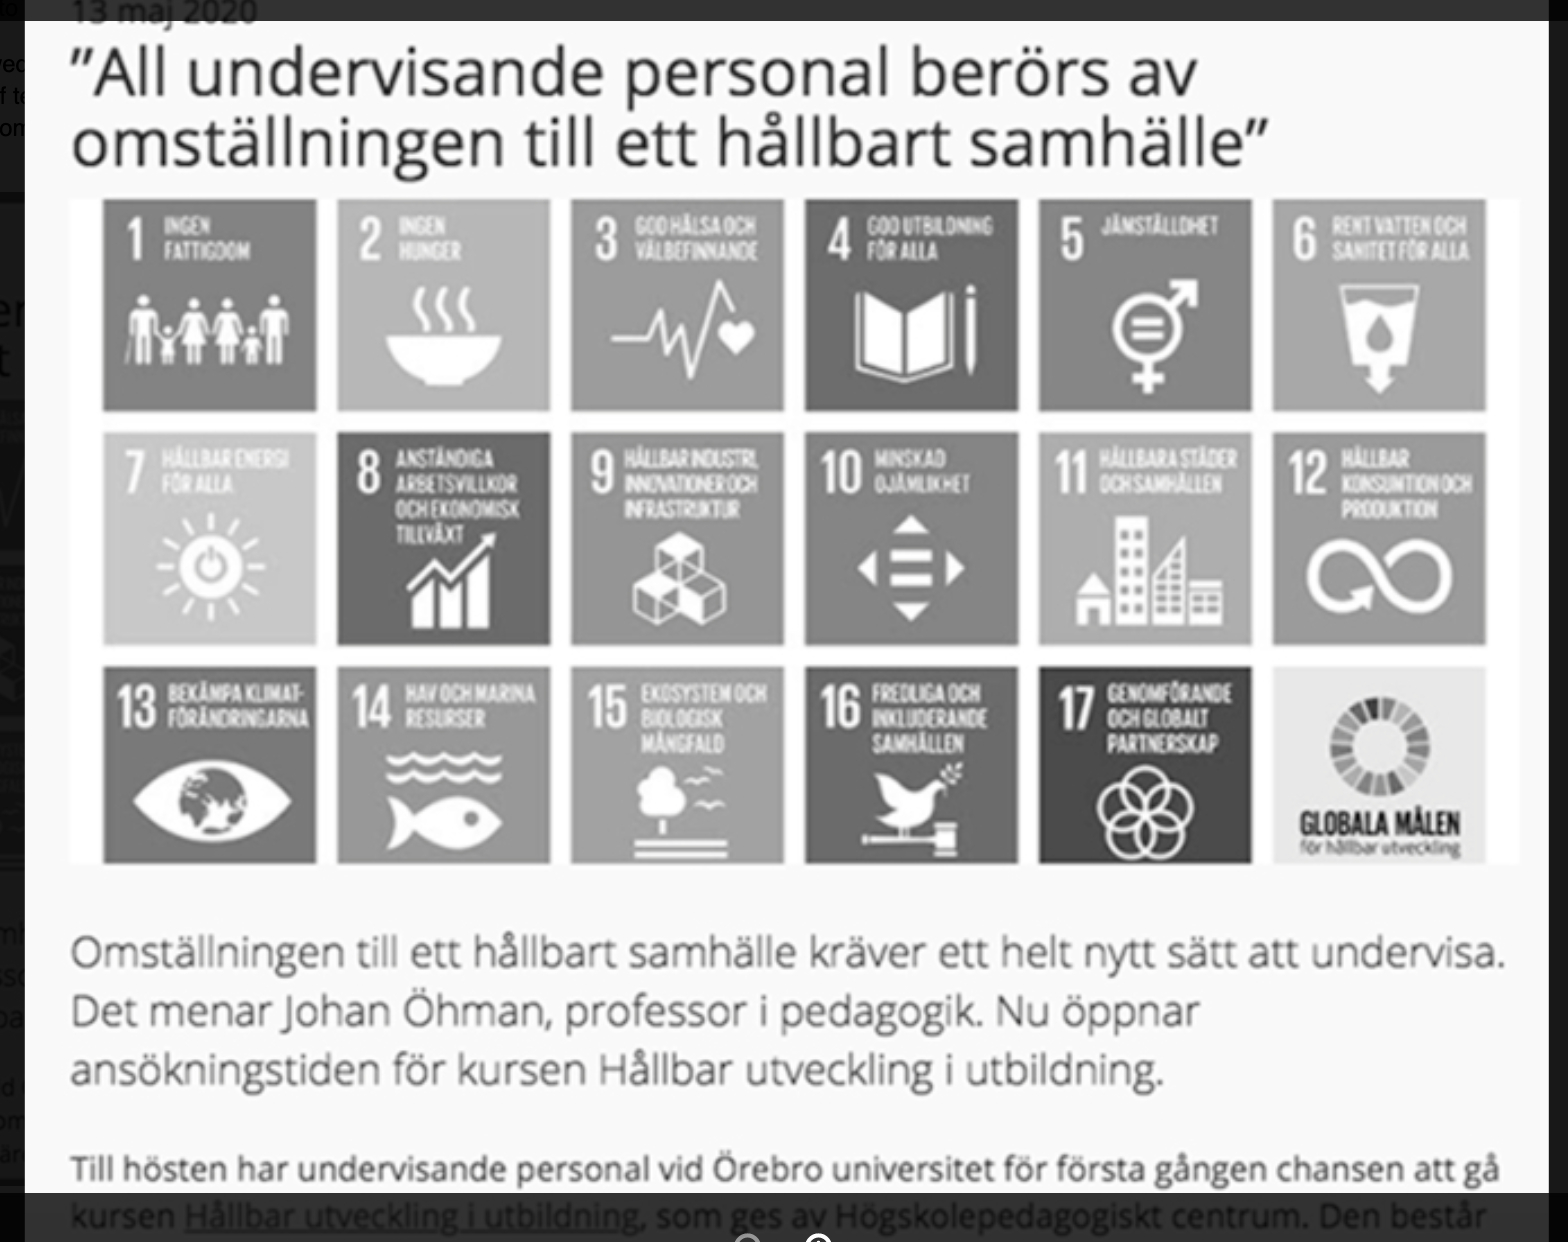 13 maj 2020
”All undervisande personal berörs av
omställningen till ett hållbart samhälle”
1 INGEN
FATTIGDOM
2 INGEN
HUNGER
3 GOD HÄLSA OCH
VÄLBEFINNANDE
4 GOD UTBILDNING
FÖR ALLA
5 JÄMSTÄLLDHET
6 RENT VATTEN OCH
SANITET FÖR ALLA
7 HÅLLBAR ENERGI
FÖR ALLA
8 ANSTÄNDIGA
ARBETSVILLKOR
OCH EKONOMISK
TILLVÄXT
9 HÅLLBAR INDUSTRI,
INNOVATIONER OCH
INFRASTRUKTUR
10 MINSKAD
OJÄMLIKHET
11 HÅLLBARA STÄDER
OCH SAMHÄLLEN
12 HÅLLBAR
KONSUMTION OCH
PRODUKTION
13 BEKÄMPA KLIMAT-
FÖRÄNDRINGARNA
14 HAV OCH MARINA
RESURSER
15 EKOSYSTEM OCH
BIOLOGISK
MÅNGFALD
16 FREDLIGA OCH
INKLUDERANDE
SAMHÄLLEN
17 GENOMFÖRANDE
OCH GLOBALT
PARTNERSKAP
GLOBALA MÅLEN
för hållbar utveckling
Omställningen till ett hållbart samhälle kräver ett helt nytt sätt att undervisa.
Det menar Johan Öhman, professor i pedagogik. Nu öppnar
ansökningstiden för kursen Hållbar utveckling i utbildning.
Till hösten har undervisande personal vid Örebro universitet för första gången chansen att gå
kursen Hållbar utveckling i utbildning, som ges av Högskolepedagogiskt centrum. Den består